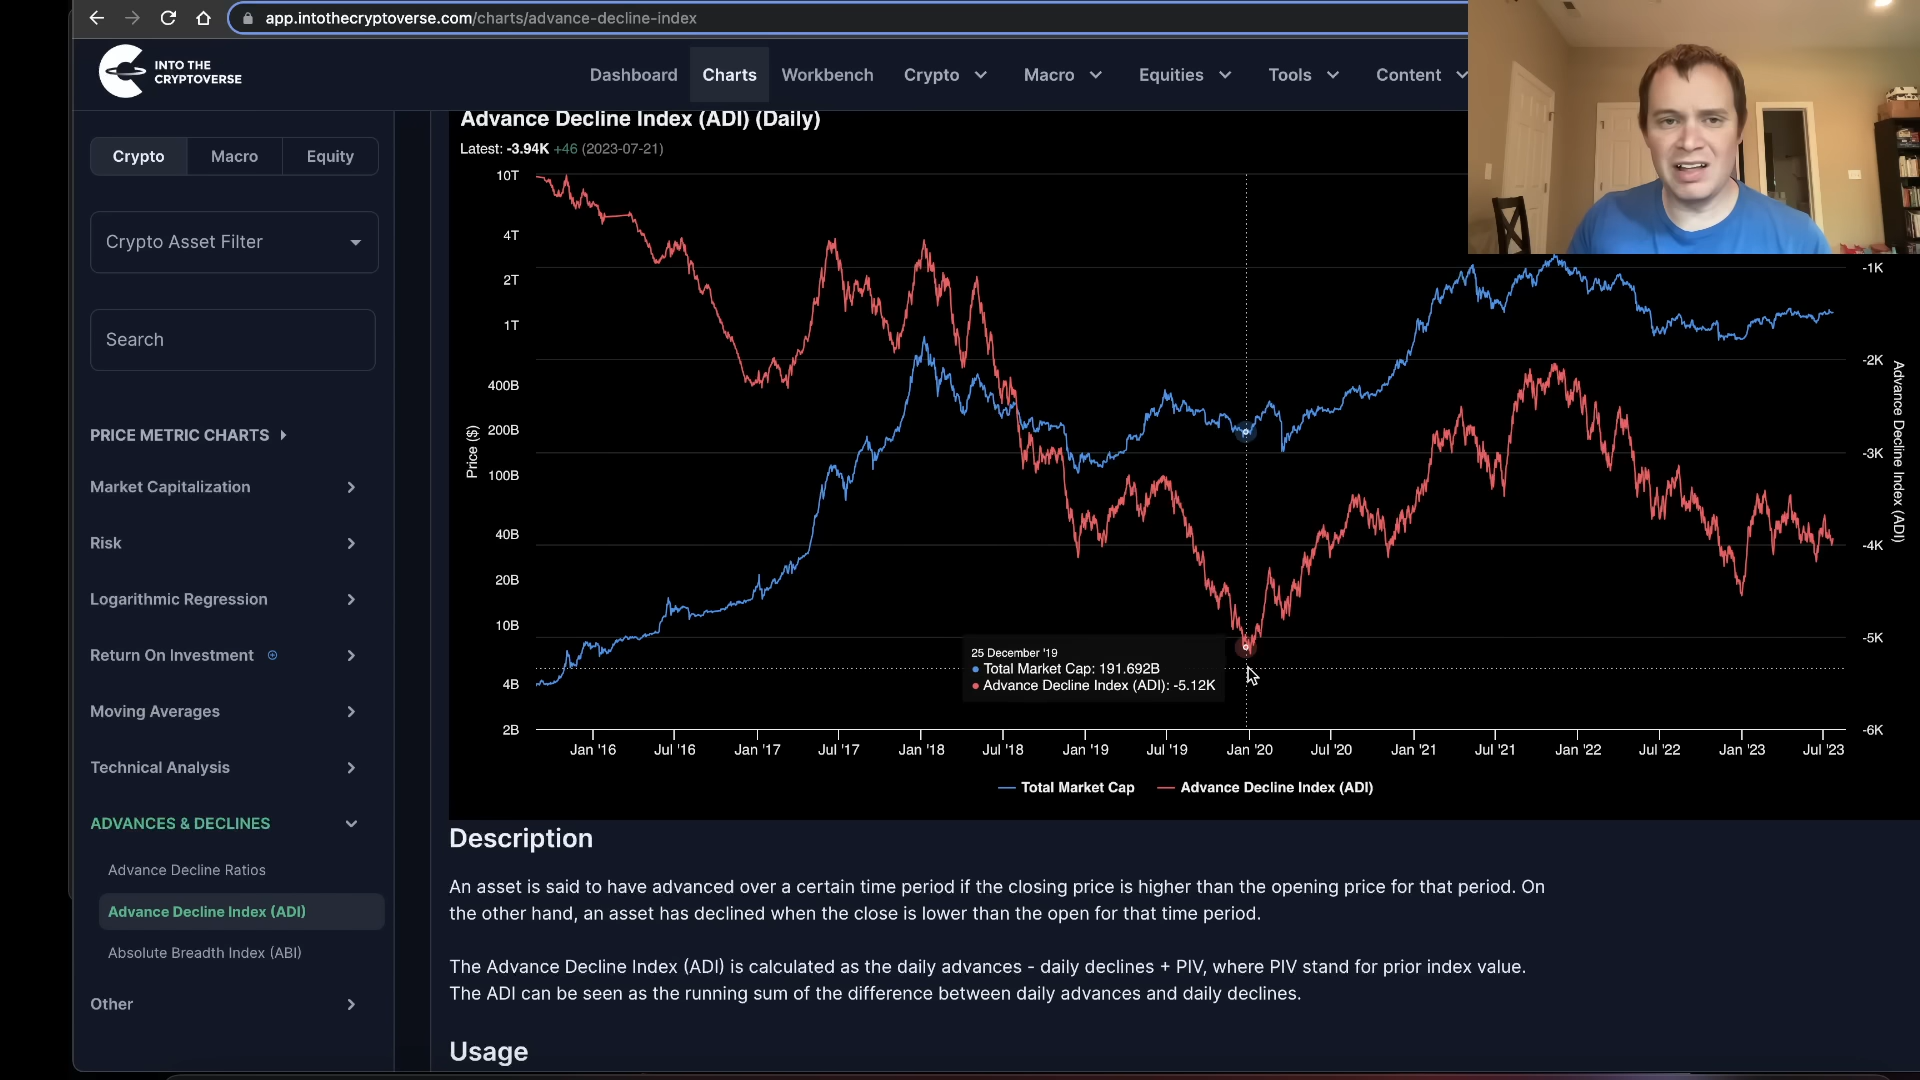 app.intothecryptoverse.com/charts/advance-decline-index
INTO THE
CRYPTOVERSE
Dashboard
Charts
Workbench
Crypto
Macro
Equities
Tools
Content
Crypto
Macro
Equity
Crypto Asset Filter
Search
PRICE METRIC CHARTS
Market Capitalization
Risk
Logarithmic Regression
Return On Investment
Moving Averages
Technical Analysis
ADVANCES & DECLINES
Advance Decline Ratios
Advance Decline Index (ADI)
Absolute Breadth Index (ABI)
Other
Advance Decline Index (ADI) (Daily)
Latest: -3.94K +46 (2023-07-21)
10T
4T
2T
1T
400B
200B
100B
40B
20B
10B
4B
2B
Price ($)
-1K
-2K
-3K
-4K
-5K
-6K
Advance Decline Index (ADI)
25 December '19
Total Market Cap: 191.692B
Advance Decline Index (ADI): -5.12K
Jan '16
Jul '16
Jan '17
Jul '17
Jan '18
Jul '18
Jan '19
Jul '19
Jan '20
Jul '20
Jan '21
Jul '21
Jan '22
Jul '22
Jan '23
Jul '23
Total Market Cap
Advance Decline Index (ADI)
Description
An asset is said to have advanced over a certain time period if the closing price is higher than the opening price for that period. On
the other hand, an asset has declined when the close is lower than the open for that time period.
The Advance Decline Index (ADI) is calculated as the daily advances - daily declines + PIV, where PIV stand for prior index value.
The ADI can be seen as the running sum of the difference between daily advances and daily declines.
Usage